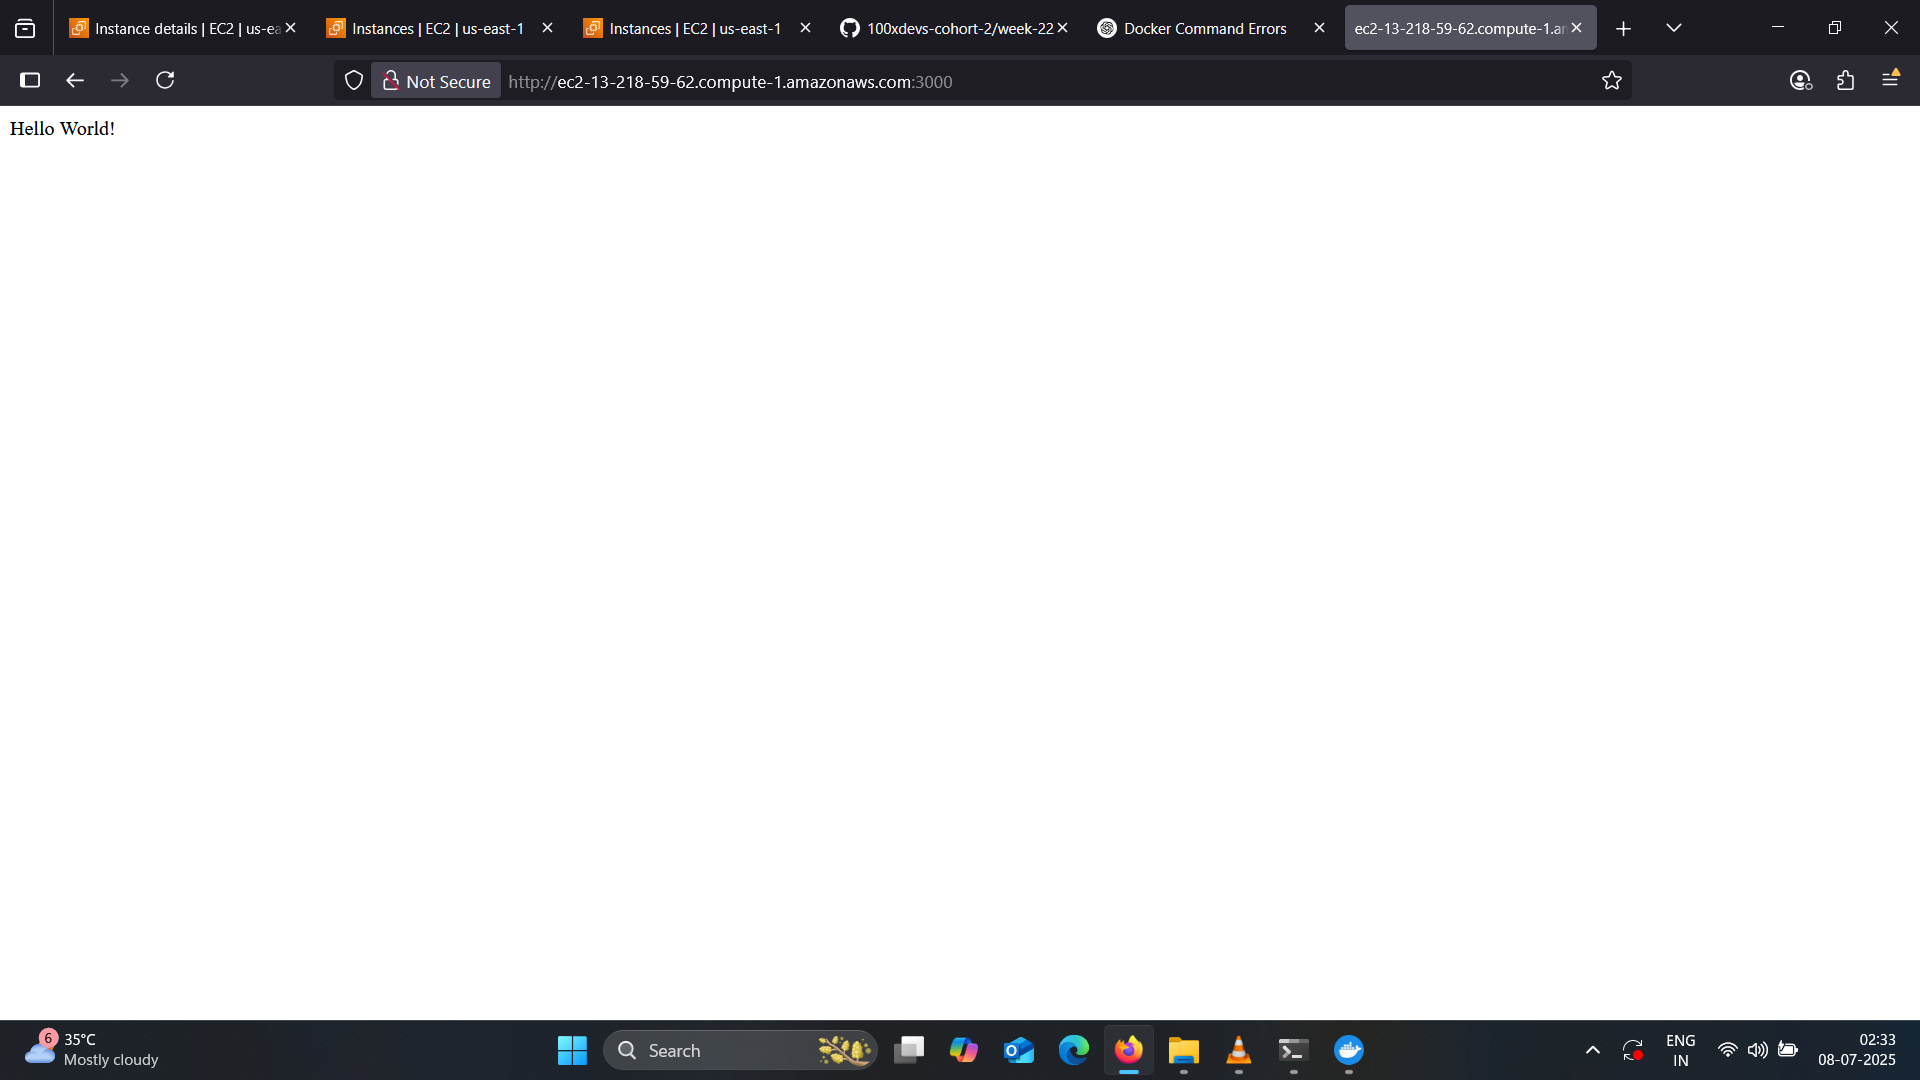 Instance details | EC2 | us-ea
Instances | EC2 | us-east-1
Instances | EC2 | us-east-1
100xdevs-cohort-2/week-22
Docker Command Errors
ec2-13-218-59-62.compute-1.am
Not Secure
http://ec2-13-218-59-62.compute-1.amazonaws.com:3000
Hello World!
6
35°C
Mostly cloudy
Search
ENG
IN
02:33
08-07-2025